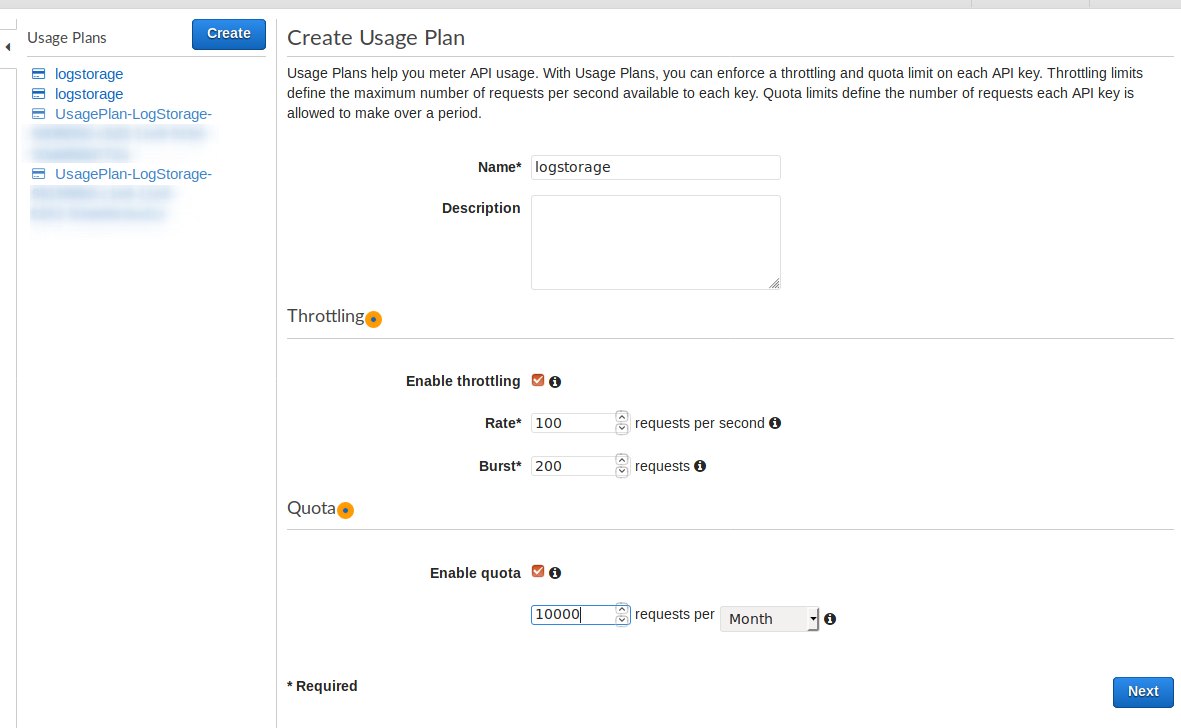 Usage Plans
Create
logstorage
logstorage
UsagePlan-LogStorage-
UsagePlan-LogStorage-
Create Usage Plan
Usage Plans help you meter API usage. With Usage Plans, you can enforce a throttling and quota limit on each API key. Throttling limits
define the maximum number of requests per second available to each key. Quota limits define the number of requests each API key is
allowed to make over a period.
Name* logstorage
Description
Throttling
Enable throttling
Rate* 100 requests per second
Burst* 200 requests
Quota
Enable quota
10000 requests per Month
* Required
Next